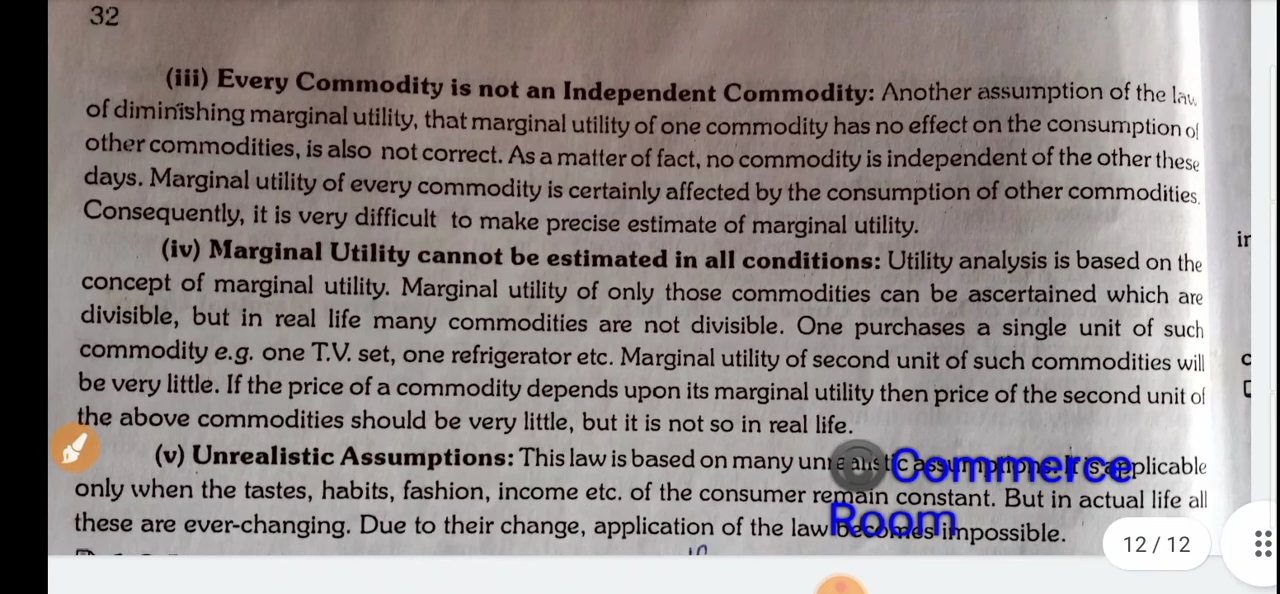 32
(iii) Every Commodity is not an Independent Commodity: Another assumption of the law
of diminishing marginal utility, that marginal utility of one commodity has no effect on the consumption of
other commodities, is also not correct. As a matter of fact, no commodity is independent of the other these
days. Marginal utility of every commodity is certainly affected by the consumption of other commodities.
Consequently, it is very difficult to make precise estimate of marginal utility.
(iv) Marginal Utility cannot be estimated in all conditions: Utility analysis is based on the
concept of marginal utility. Marginal utility of only those commodities can be ascertained which are
divisible, but in real life many commodities are not divisible. One purchases a single unit of such
commodity e.g. one T.V. set, one refrigerator etc. Marginal utility of second unit of such commodities will
be very little. If the price of a commodity depends upon its marginal utility then price of the second unit of
the above commodities should be very little, but it is not so in real life.
(v) Unrealistic Assumptions: This law is based on many unrealistic assumptions. It is applicable
only when the tastes, habits, fashion, income etc. of the consumer remain constant. But in actual life all
these are ever-changing. Due to their change, application of the law becomes impossible.
Commerce
Room
12 / 12